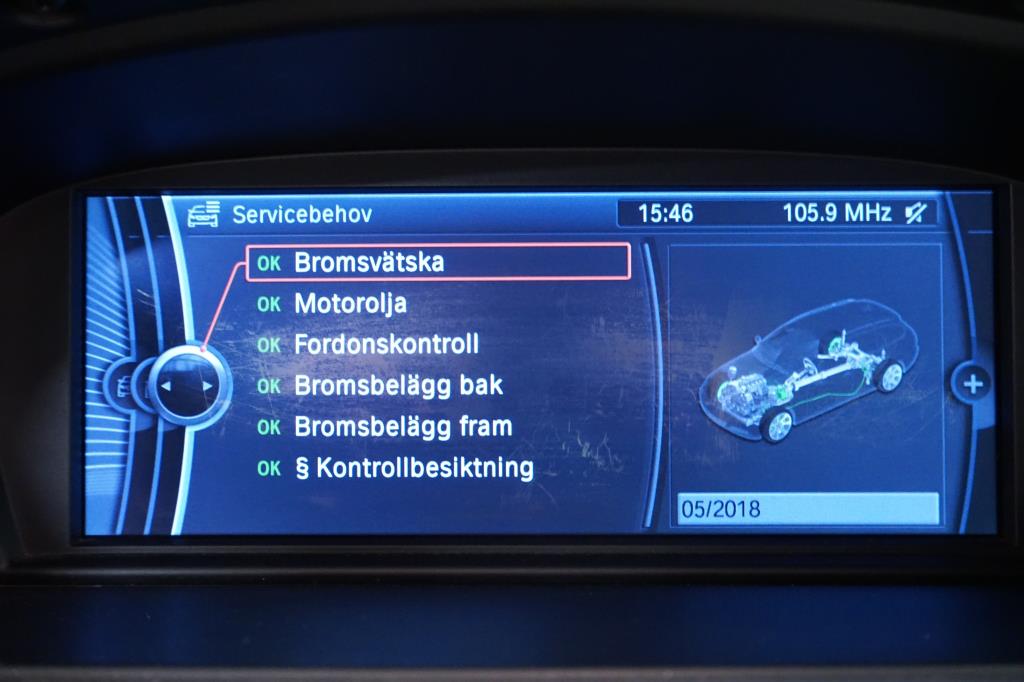 Servicebehov 15:46 105.9 MHz
OK Bromsvätska
OK Motorolja
OK Fordonskontroll
OK Bromsbelägg bak
OK Bromsbelägg fram
OK § Kontrollbesiktning
05/2018